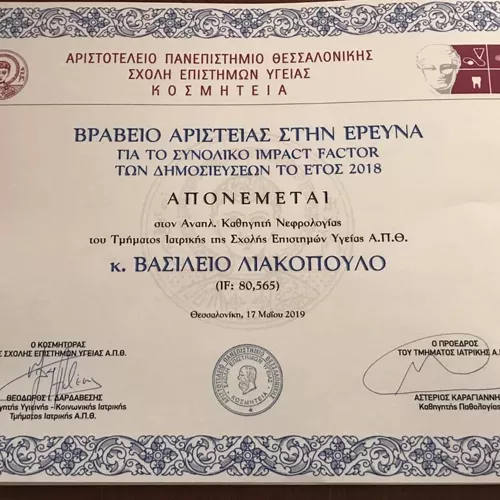 ΑΡΙΣΤΟΤΕΛΕΙΟ ΠΑΝΕΠΙΣΤΗΜΙΟ ΘΕΣΣΑΛΟΝΙΚΗΣ
ΣΧΟΛΗ ΕΠΙΣΤΗΜΩΝ ΥΓΕΙΑΣ
ΚΟΣΜΗΤΕΙΑ
ΒΡΑΒΕΙΟ ΑΡΙΣΤΕΙΑΣ ΣΤΗΝ ΕΡΕΥΝΑ
ΓΙΑ ΤΟ ΣΥΝΟΛΙΚΟ IMPACT FACTOR
ΤΩΝ ΔΗΜΟΣΙΕΥΣΕΩΝ ΤΟ ΕΤΟΣ 2018
ΑΠΟΝΕΜΕΤΑΙ
στον Αναπλ. Καθηγητή Νεφρολογίας
του Τμήματος Ιατρικής της Σχολής Επιστημών Υγείας Α.Π.Θ.
κ. ΒΑΣΙΛΕΙΟ ΛΙΑΚΟΠΟΥΛΟ
(IF: 80,565)
Θεσσαλονίκη, 17 Μαΐου 2019
Ο ΚΟΣΜΗΤΟΡΑΣ
Σ ΣΧΟΛΗΣ ΕΠΙΣΤΗΜΩΝ ΥΓΕΙΑΣ Α.Π.Θ.
ΘΕΟΔΩΡΟΣ Ι. ΔΑΡΔΑΒΕΣΗΣ
ηγητής Υγιεινής - Κοινωνικής Ιατρικής
Τμήματος Ιατρικής Α.Π.Θ.
Ο ΠΡΟΕΔΡΟΣ
ΤΟΥ ΤΜΗΜΑΤΟΣ ΙΑΤΡΙΚΗΣ Α.Π
ΑΣΤΕΡΙΟΣ ΚΑΡΑΓΙΑΝΝΗ
Καθηγητής Παθολογίας